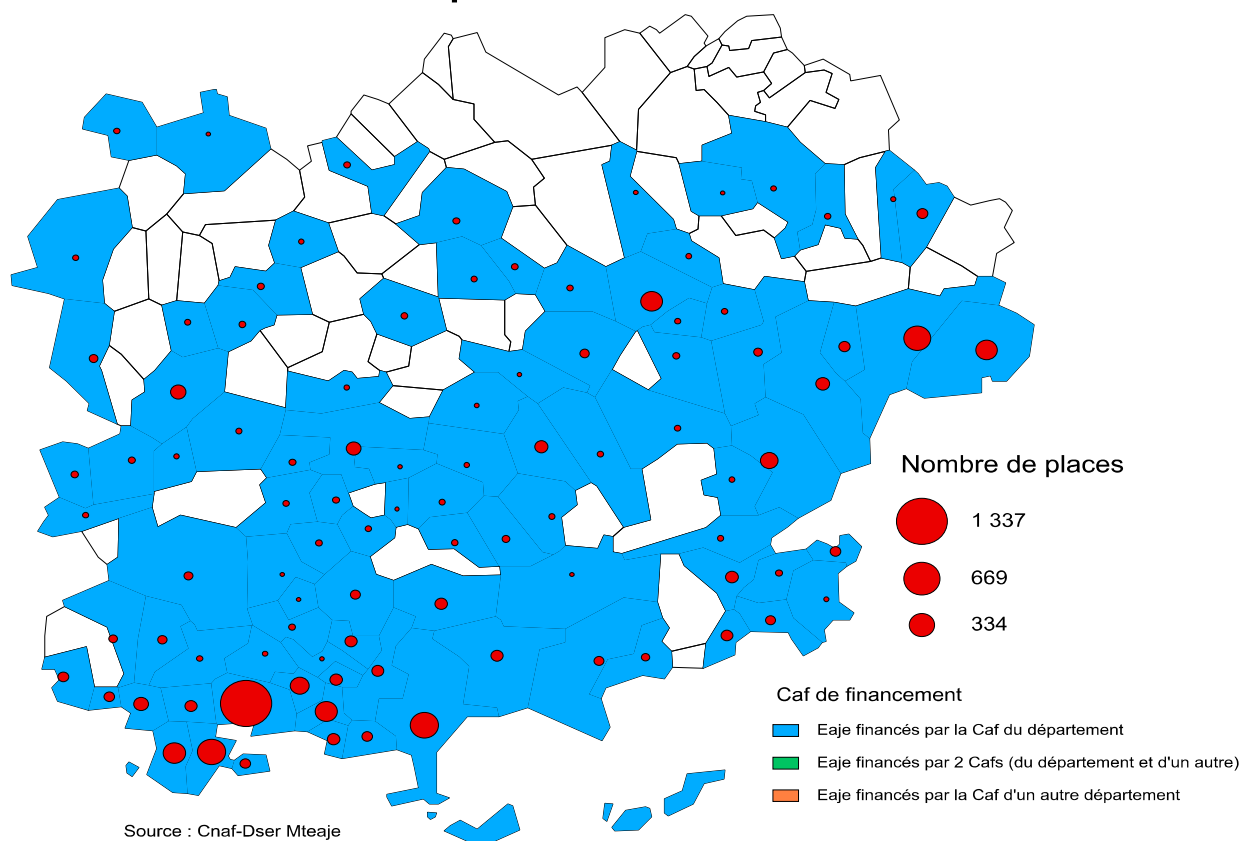 Nombre de places
1 337
669
334
Caf de financement
Eaje financés par la Caf du département
Eaje financés par 2 Cafs (du département et d'un autre)
Eaje financés par la Caf d'un autre département
Source : Cnaf-Dser Mteaje